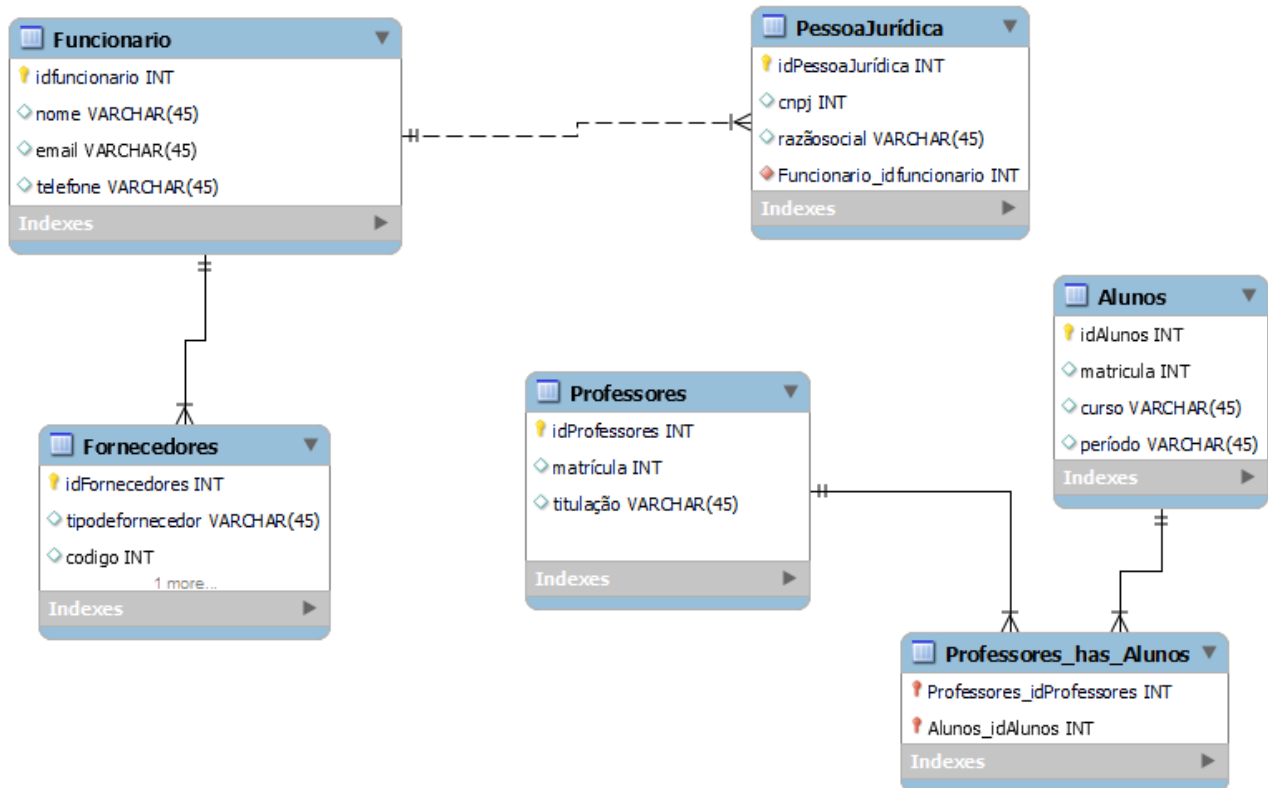 Funcionario
idfuncionario INT
nome VARCHAR(45)
email VARCHAR(45)
telefone VARCHAR(45)
Indexes
PessoaJurídica
idPessoaJurídica INT
cnpj INT
razãosocial VARCHAR(45)
Funcionario_idfuncionario INT
Indexes
Fornecedores
idFornecedores INT
tipodefornecedor VARCHAR(45)
codigo INT
1 more...
Indexes
Professores
idProfessores INT
matrícula INT
titulação VARCHAR(45)
Indexes
Alunos
idAlunos INT
matricula INT
curso VARCHAR(45)
período VARCHAR(45)
Indexes
Professores_has_Alunos
Professores_idProfessores INT
Alunos_idAlunos INT
Indexes